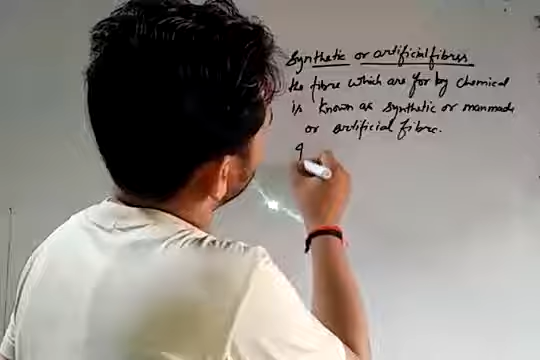 Synthetic or artificial fibres
the fibre which are for by chemical
is known as synthetic or manmade
or artificial fibre.